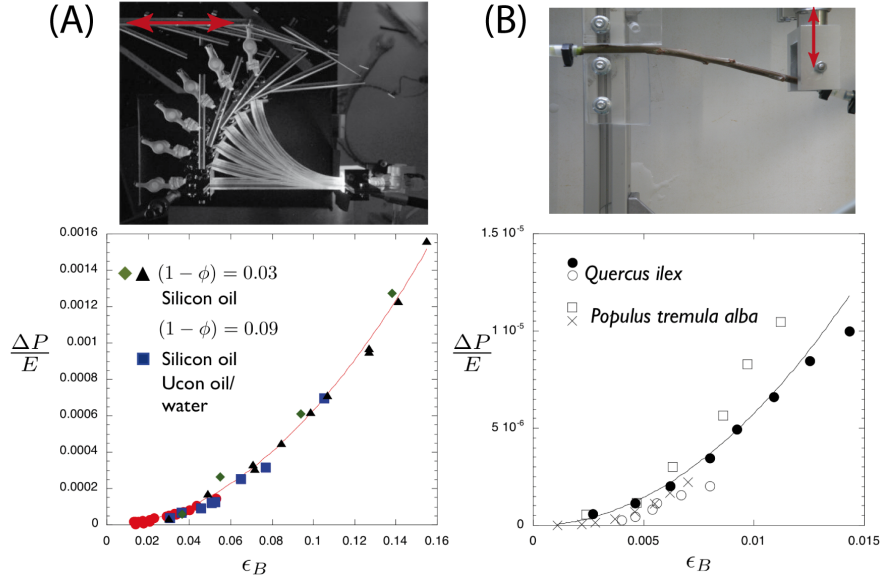 (A)
(B)
0.0016
0.0014
0.0012
0.001
0.0008
0.0006
0.0004
0.0002
0
ΔP
E
(1 − ϕ) = 0.03
Silicon oil
(1 − ϕ) = 0.09
Silicon oil
Ucon oil/
water
0 0.02 0.04 0.06 0.08 0.1 0.12 0.14 0.16
ϵ_B
1.5 10⁻⁵
1 10⁻⁵
5 10⁻⁶
0
ΔP
E
Quercus ilex
Populus tremula alba
0 0.005 0.01 0.015
ϵ_B